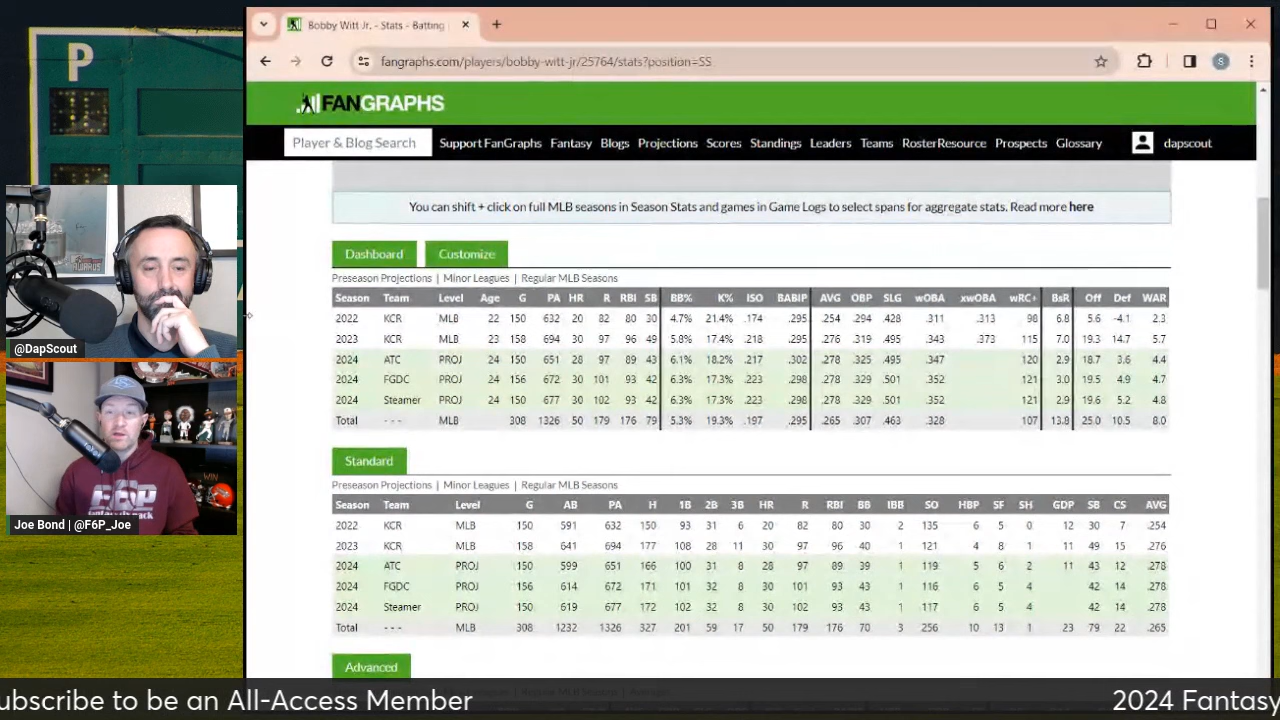 P
Bobby Witt Jr. - Stats - Batting
fangraphs.com/players/bobby-witt-jr/25764/stats?position=SS
FANGRAPHS
Player & Blog Search Support FanGraphs Fantasy Blogs Projections Scores Standings Leaders Teams RosterResource Prospects Glossary dapscout
You can shift + click on full MLB seasons in Season Stats and games in Game Logs to select spans for aggregate stats. Read more here
Dashboard Customize
Preseason Projections | Minor Leagues | Regular MLB Seasons
Season Team Level Age G PA HR R RBI SB BB% K% ISO BABIP AVG OBP SLG wOBA xwOBA wRC+ BsR Off Def WAR
2022 KCR MLB 22 150 632 20 82 80 30 4.7% 21.4% .174 .295 .254 .294 .428 .311 .313 98 6.8 5.6 -4.1 2.3
2023 KCR MLB 23 158 694 30 97 96 49 5.8% 17.4% .218 .295 .276 .319 .495 .343 .373 115 7.0 19.3 14.7 5.7
2024 ATC PROJ 24 150 651 28 97 89 43 6.1% 18.2% .217 .302 .278 .325 .495 .347 120 2.9 18.7 3.6 4.4
2024 FGDC PROJ 24 156 672 30 101 93 42 6.3% 17.3% .223 .298 .278 .329 .501 .352 121 3.0 19.5 4.9 4.7
2024 Steamer PROJ 24 150 677 30 102 93 42 6.3% 17.3% .223 .298 .278 .329 .501 .352 121 2.9 19.6 5.2 4.8
Total - - - MLB 308 1326 50 179 176 79 5.3% 19.3% .197 .295 .265 .307 .463 .328 107 13.8 25.0 10.5 8.0
Standard
Preseason Projections | Minor Leagues | Regular MLB Seasons
Season Team Level G AB PA H 1B 2B 3B HR R RBI BB IBB SO HBP SF SH GDP SB CS AVG
2022 KCR MLB 150 591 632 150 93 31 6 20 82 80 30 2 135 6 5 0 12 30 7 .254
2023 KCR MLB 158 641 694 177 108 28 11 30 97 96 40 1 121 4 8 1 11 49 15 .276
2024 ATC PROJ 150 599 651 166 100 31 8 28 97 89 39 1 119 5 6 2 11 43 12 .278
2024 FGDC PROJ 156 614 672 171 101 32 8 30 101 93 43 1 116 6 5 4 42 14 .278
2024 Steamer PROJ 150 619 677 172 102 32 8 30 102 93 43 1 117 6 5 4 42 14 .278
Total - - - MLB 308 1232 1326 327 201 59 17 50 179 176 70 3 256 10 13 1 23 79 22 .265
Advanced
@DapScout
F6P
Joe Bond | @F6P_Joe
ubscribe to be an All-Access Member
2024 Fantasy